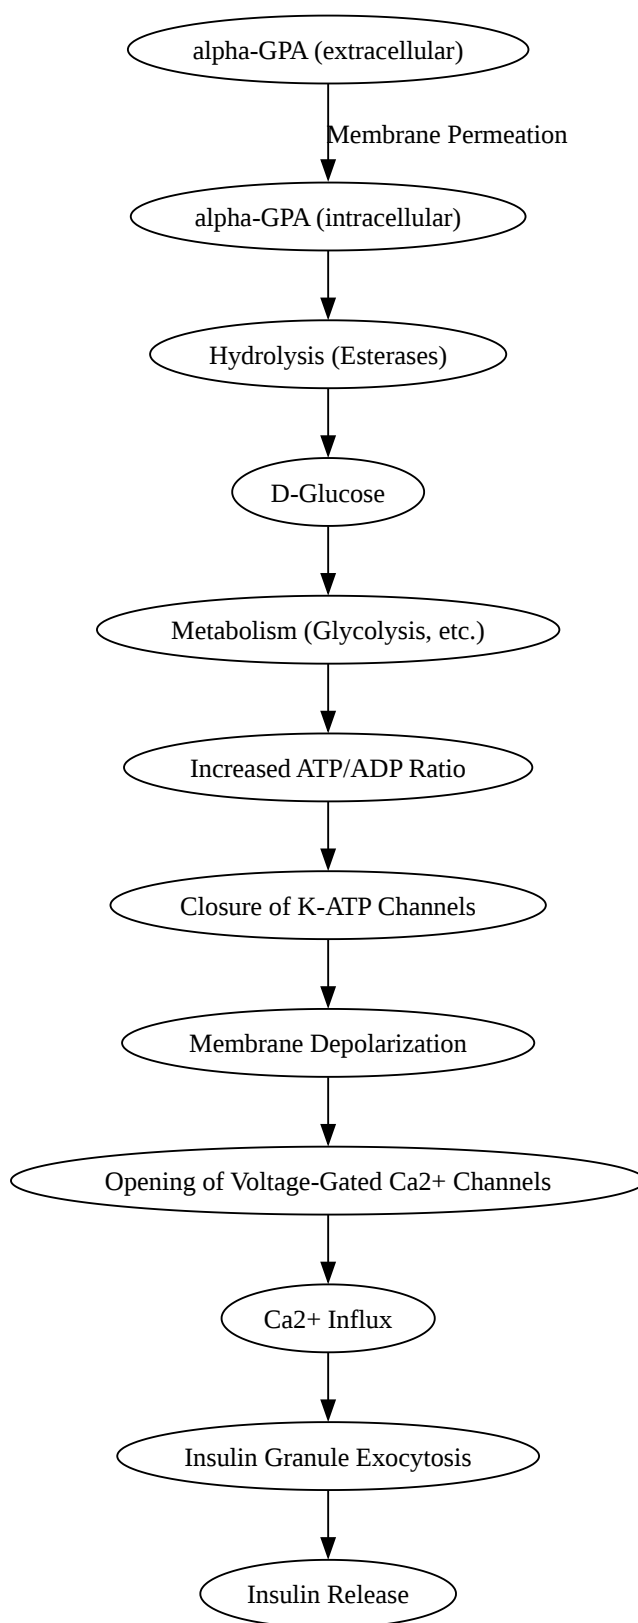 alpha-GPA (extracellular)
Membrane Permeation
alpha-GPA (intracellular)
Hydrolysis (Esterases)
D-Glucose
Metabolism (Glycolysis, etc.)
Increased ATP/ADP Ratio
Closure of K-ATP Channels
Membrane Depolarization
Opening of Voltage-Gated Ca2+ Channels
Ca2+ Influx
Insulin Granule Exocytosis
Insulin Release